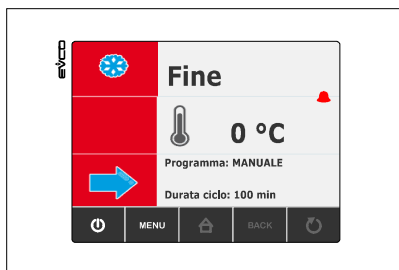 evco
Fine
0 °C
Programma: MANUALE
Durata ciclo: 100 min
MENU
BACK